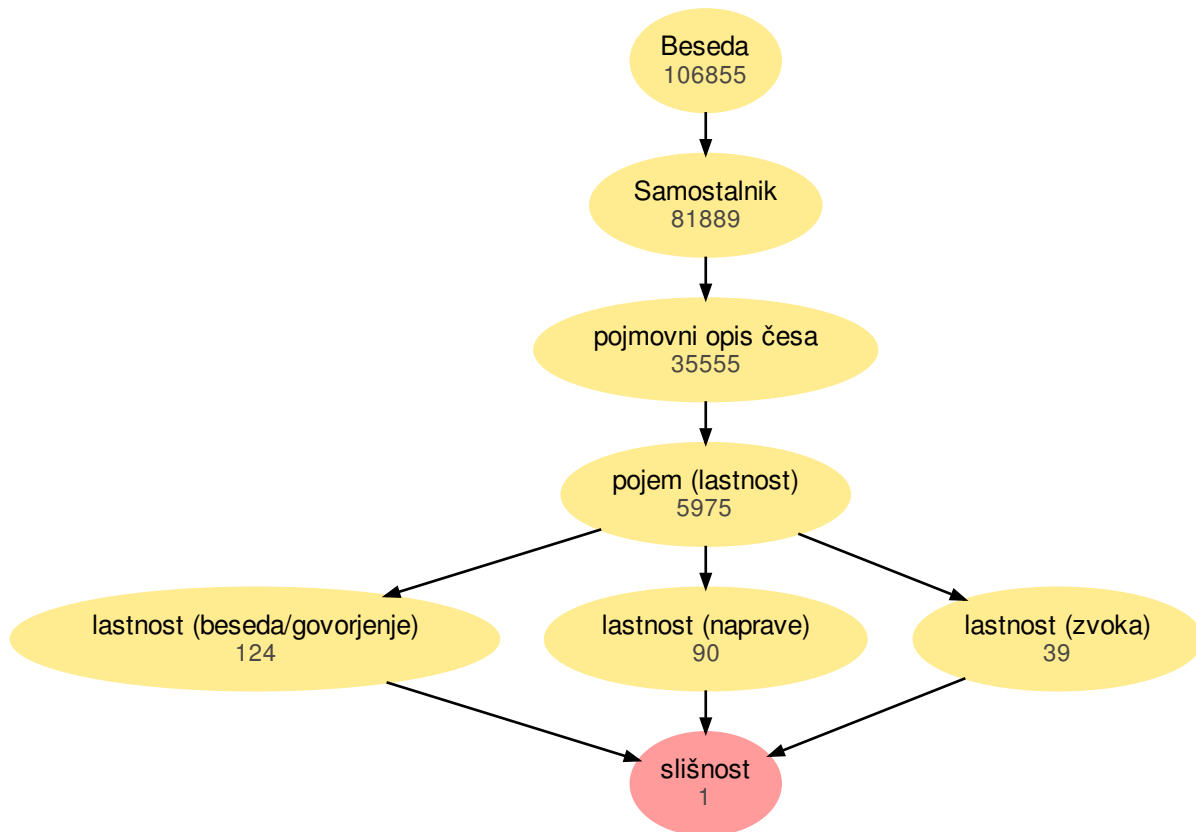 Beseda
106855
Samostalnik
81889
pojmovni opis česa
35555
pojem (lastnost)
5975
lastnost (beseda/govorjenje)
124
lastnost (naprave)
90
lastnost (zvoka)
39
slišnost
1